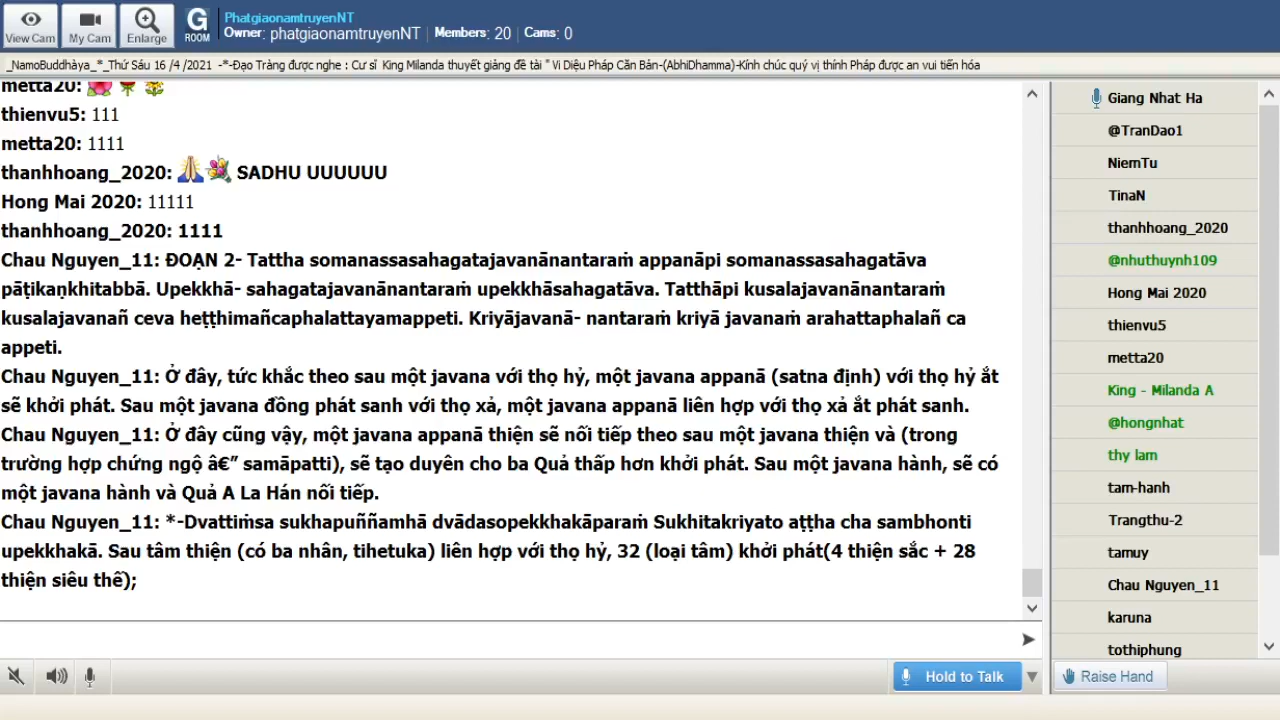 PhatgiaonamtruyenNT
Owner: phatgiaonamtruyenNT | Members: 20 | Cams: 0
View Cam
My Cam
Enlarge
G
ROOM
_NamoBuddhàya_*_Thứ Sáu 16 /4 /2021 -*-Đạo Tràng được nghe : Cư sĩ King Milanda thuyết giảng đề tài " Vi Diệu Pháp Căn Bản-(AbhiDhamma)-Kính chúc quý vị thính Pháp được an vui tiến hóa
metta20:
thienvu5: 111
metta20: 1111
thanhhoang_2020: SADHU UUUUUU
Hong Mai 2020: 11111
thanhhoang_2020: 1111
Chau Nguyen_11: ĐOẠN 2- Tattha somanassasahagatajavanānantaraṁ appanāpi somanassasahagatāva
pāṭikaṇkhitabbā. Upekkhā- sahagatajavanānantaraṁ upekkhāsahagatāva. Tatthāpi kusalajavanānantaraṁ
kusalajavanañ ceva heṭṭhimañcaphalattayamappeti. Kriyājavanā- nantaraṁ kriyā javanaṁ arahattaphalañ ca
appeti.
Chau Nguyen_11: Ở đây, tức khắc theo sau một javana với thọ hỷ, một javana appanā (satna định) với thọ hỷ ắt
sẽ khởi phát. Sau một javana đồng phát sanh với thọ xả, một javana appanā liên hợp với thọ xả ắt phát sanh.
Chau Nguyen_11: Ở đây cũng vậy, một javana appanā thiện sẽ nối tiếp theo sau một javana thiện và (trong
trường hợp chứng ngộ â€” samāpatti), sẽ tạo duyên cho ba Quả thấp hơn khởi phát. Sau một javana hành, sẽ có
một javana hành và Quả A La Hán nối tiếp.
Chau Nguyen_11: *-Dvattiṁsa sukhapuññamhā dvādasopekkhakāparaṁ Sukhitakriyato aṭṭha cha sambhonti
upekkhakā. Sau tâm thiện (có ba nhân, tihetuka) liên hợp với thọ hỷ, 32 (loại tâm) khởi phát(4 thiện sắc + 28
thiện siêu thế);
Giang Nhat Ha
@TranDao1
NiemTu
TinaN
thanhhoang_2020
@nhuthuynh109
Hong Mai 2020
thienvu5
metta20
King - Milanda A
@hongnhat
thy lam
tam-hanh
Trangthu-2
tamuy
Chau Nguyen_11
karuna
tothiphung
Hold to Talk
Raise Hand